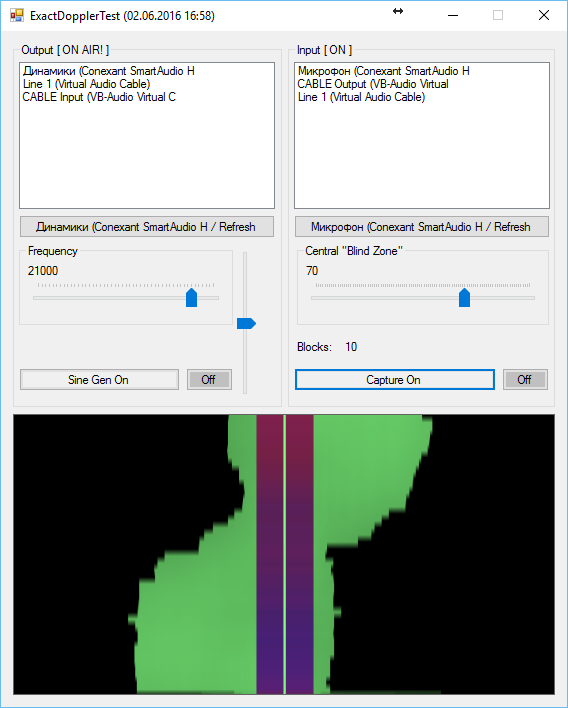 ExactDopplerTest (02.06.2016 16:58)
Output [ ON AIR! ]
Динамики (Conexant SmartAudio H
Line 1 (Virtual Audio Cable)
CABLE Input (VB-Audio Virtual C
Динамики (Conexant SmartAudio H / Refresh
Frequency
21000
Sine Gen On
Off
Input [ ON ]
Микрофон (Conexant SmartAudio H
CABLE Output (VB-Audio Virtual
Line 1 (Virtual Audio Cable)
Микрофон (Conexant SmartAudio H / Refresh
Central "Blind Zone"
70
Blocks: 10
Capture On
Off